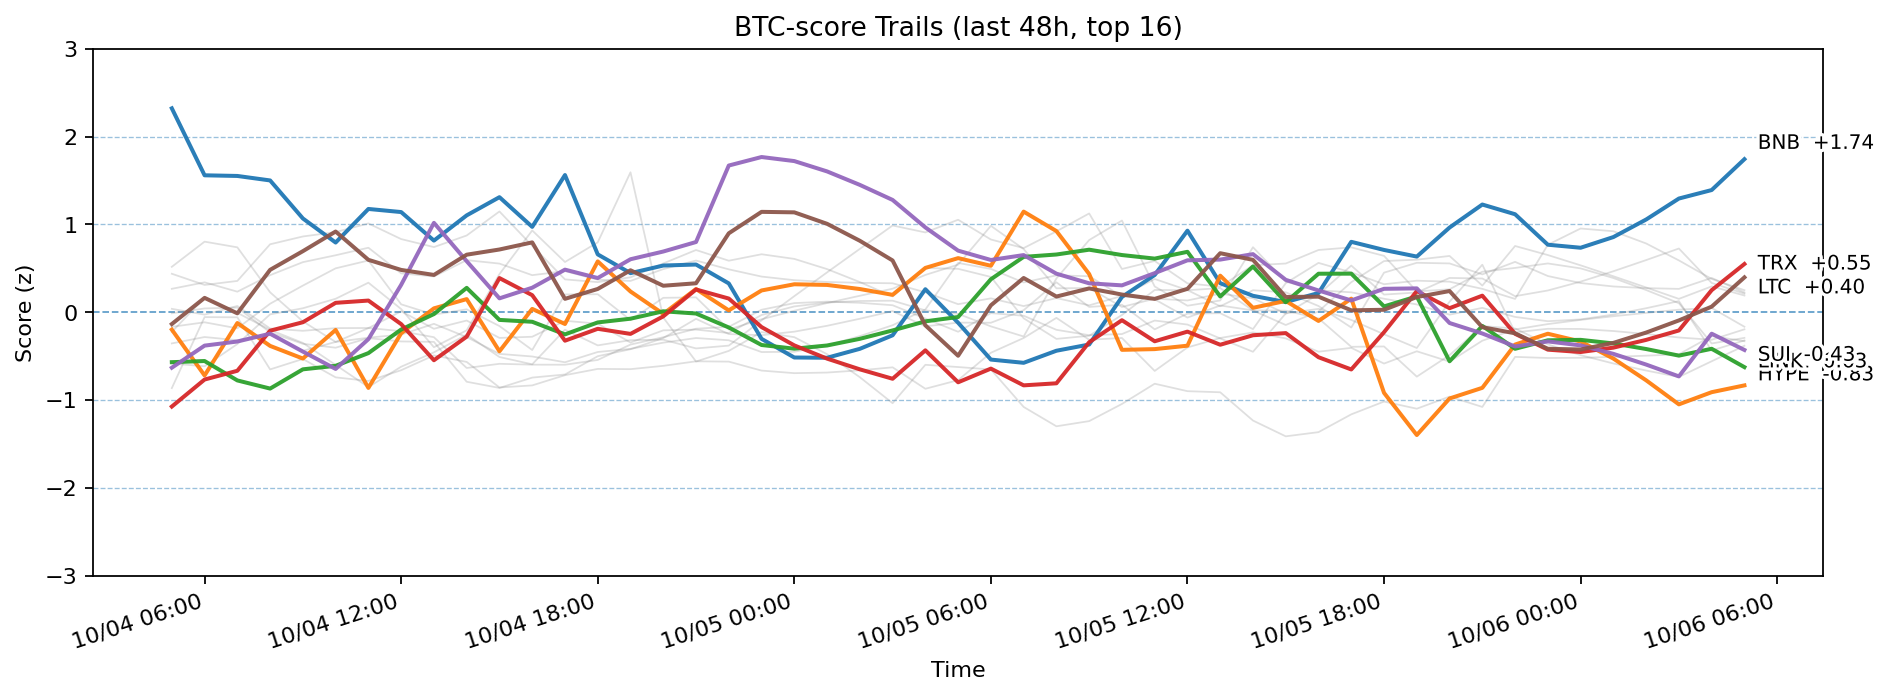 BTC-score Trails (last 48h, top 16)
Score (z)
3
2
1
0
−1
−2
−3
BNB +1.74
TRX +0.55
LTC +0.40
SUI -0.43
LINK
HYPE -0.83
10/04 06:00
10/04 12:00
10/04 18:00
10/05 00:00
10/05 06:00
10/05 12:00
10/05 18:00
10/06 00:00
10/06 06:00
Time